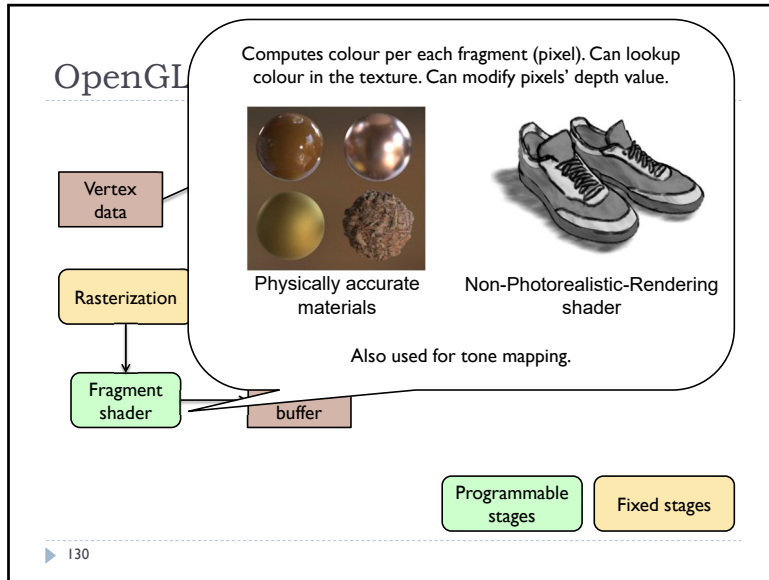 Computes colour per each fragment (pixel). Can lookup
colour in the texture. Can modify pixels' depth value.
OpenGL
Vertex
data
Physically accurate
materials
Non-Photorealistic-Rendering
shader
Rasterization
Also used for tone mapping.
Fragment
shader
buffer
Programmable
stages
Fixed stages
130